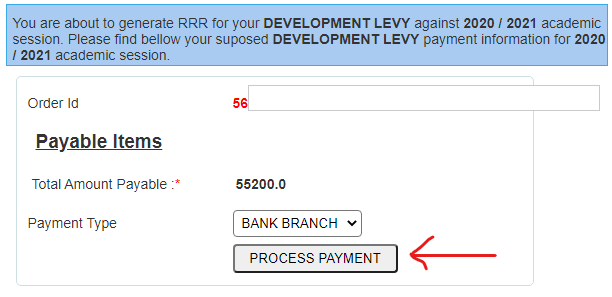 You are about to generate RRR for your DEVELOPMENT LEVY against 2020 / 2021 academic
session. Please find bellow your suposed DEVELOPMENT LEVY payment information for 2020
/ 2021 academic session.
Order Id 56
Payable Items
Total Amount Payable :* 55200.0
Payment Type BANK BRANCH
PROCESS PAYMENT